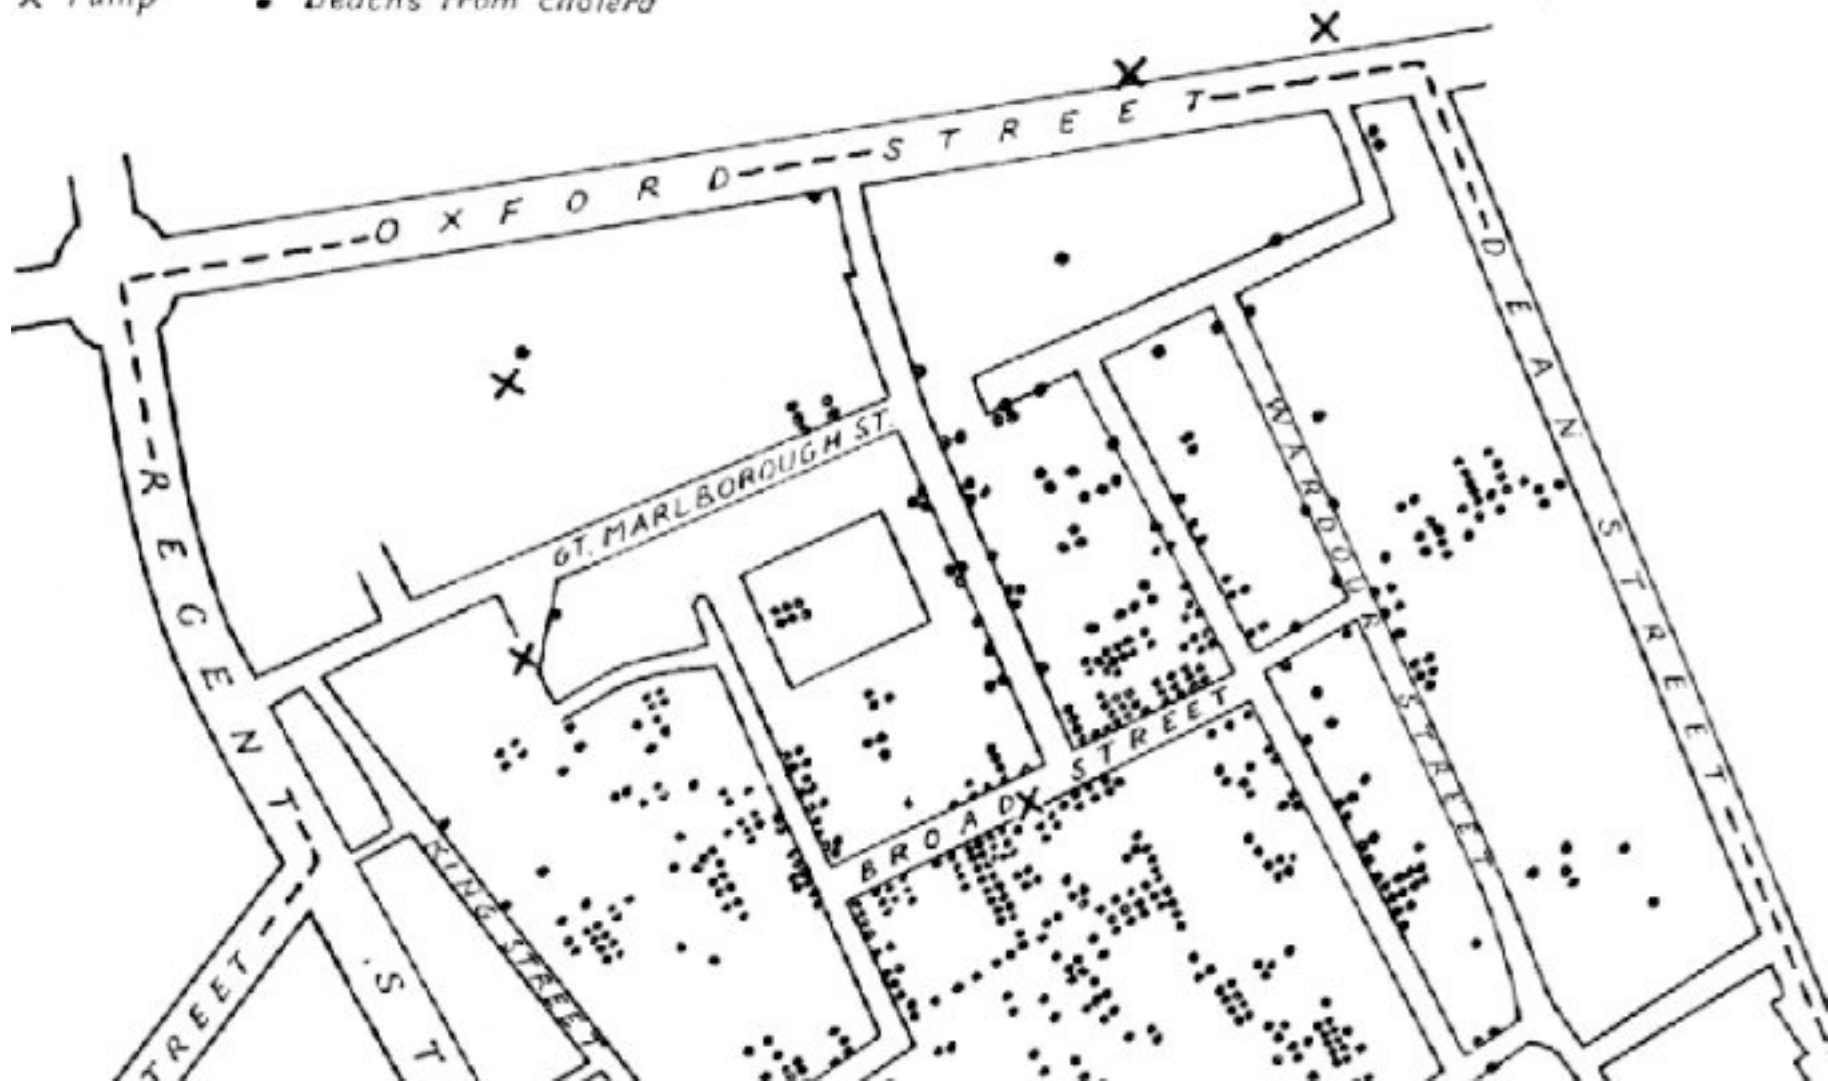 × Pump • Deaths from cholera
OXFORD STREET
DEAN STREET
REGENT
GT. MARLBOROUGH ST.
WARDOUR STREET
BROAD STREET
KING STREET
STREET
ST